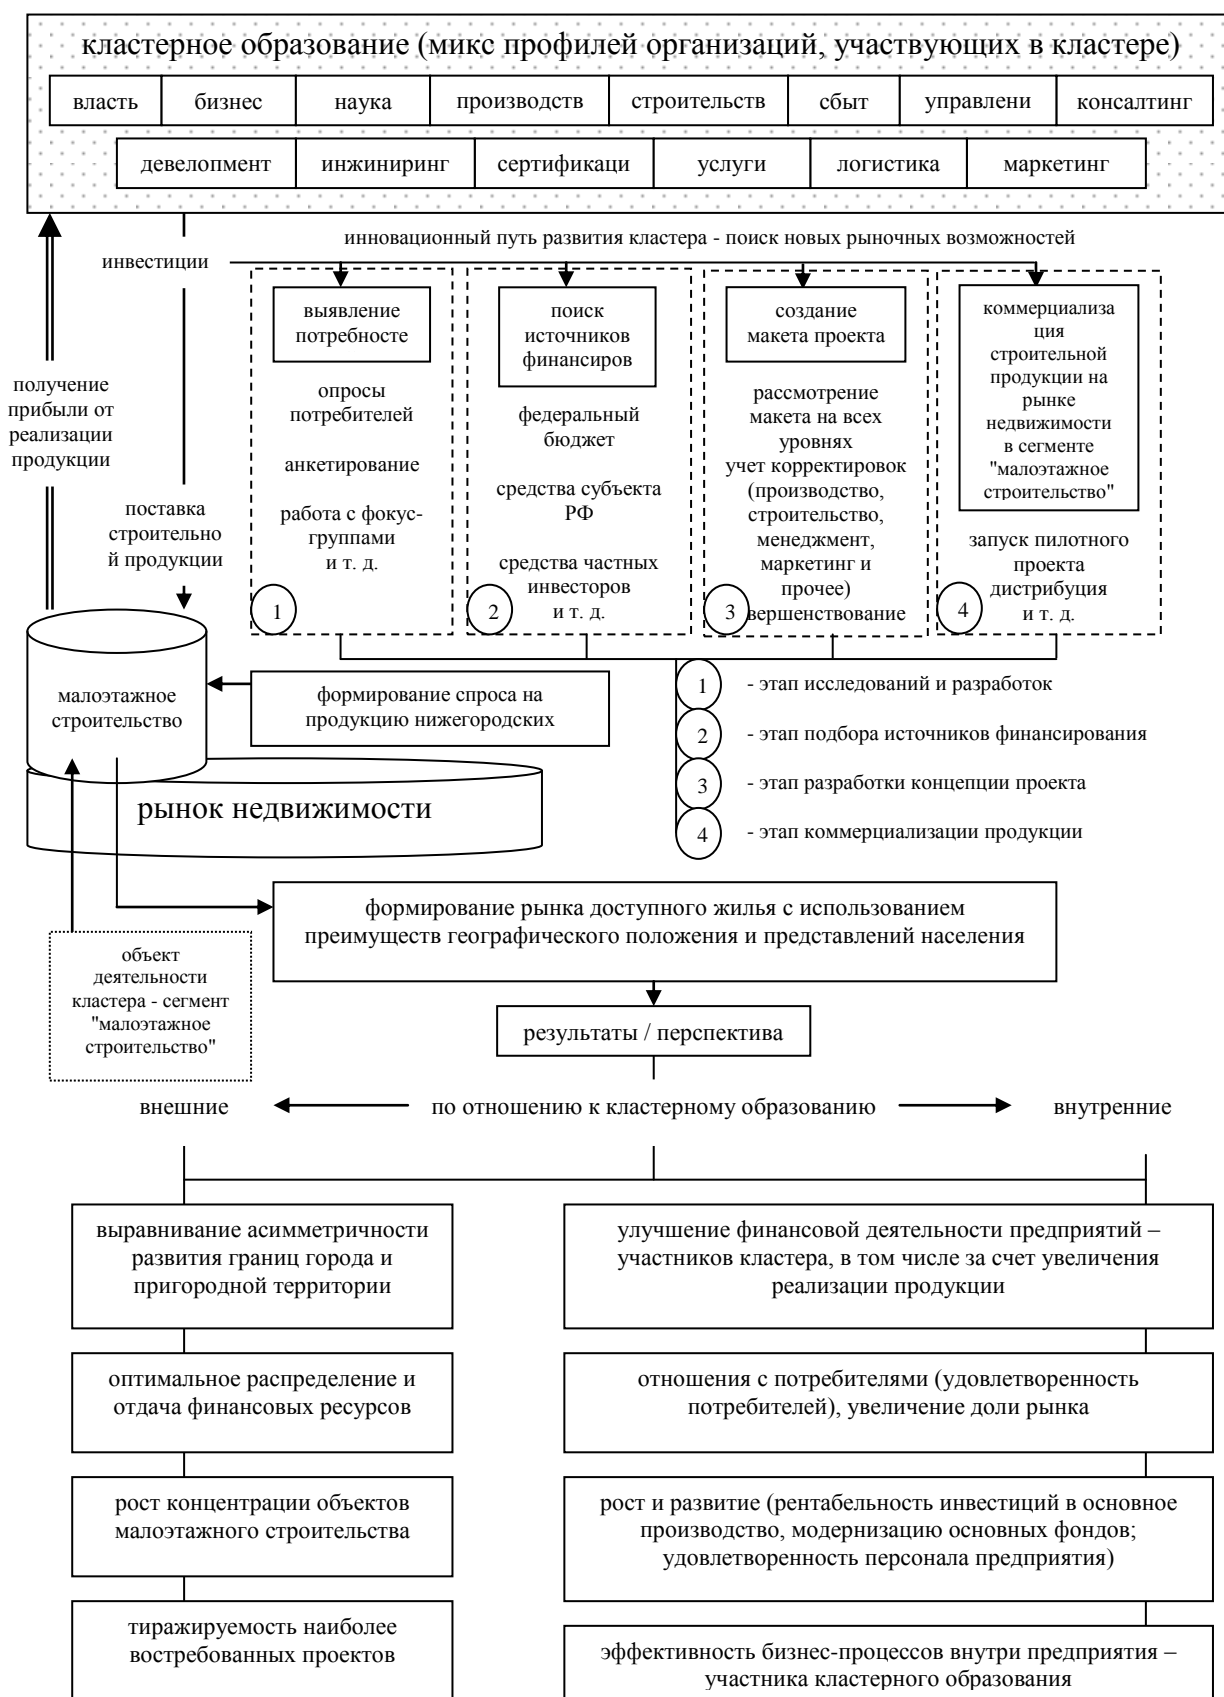 кластерное образование (микс профилей организаций, участвующих в кластере)
власть
бизнес
наука
производств
строительств
сбыт
управлени
консалтинг
девелопмент
инжиниринг
сертификаци
услуги
логистика
маркетинг
инновационный путь развития кластера - поиск новых рыночных возможностей
инвестиции
получение
прибыли от
реализации
продукции
поставка
строительно
й продукции
выявление
потребносте
опросы
потребителей
анкетирование
работа с фокус-
группами
и т. д.
1
поиск
источников
финансиров
федеральный
бюджет
средства субъекта
РФ
средства частных
инвесторов
и т. д.
2
создание
макета проекта
рассмотрение
макета на всех
уровнях
учет корректировок
(производство,
строительство,
менеджмент,
маркетинг и
прочее)
вершенствование
3
коммерциализа
ция
строительной
продукции на
рынке
недвижимости
в сегменте
"малоэтажное
строительство"
запуск пилотного
проекта
дистрибуция
и т. д.
4
малоэтажное
строительство
формирование спроса на
продукцию нижегородских
1 - этап исследований и разработок
2 - этап подбора источников финансирования
3 - этап разработки концепции проекта
4 - этап коммерциализации продукции
рынок недвижимости
формирование рынка доступного жилья с использованием
преимуществ географического положения и представлений населения
объект
деятельности
кластера - сегмент
"малоэтажное
строительство"
результаты / перспектива
внешние
по отношению к кластерному образованию
внутренние
выравнивание асимметричности
развития границ города и
пригородной территории
оптимальное распределение и
отдача финансовых ресурсов
рост концентрации объектов
малоэтажного строительства
тиражируемость наиболее
востребованных проектов
улучшение финансовой деятельности предприятий –
участников кластера, в том числе за счет увеличения
реализации продукции
отношения с потребителями (удовлетворенность
потребителей), увеличение доли рынка
рост и развитие (рентабельность инвестиций в основное
производство, модернизацию основных фондов;
удовлетворенность персонала предприятия)
эффективность бизнес-процессов внутри предприятия –
участника кластерного образования